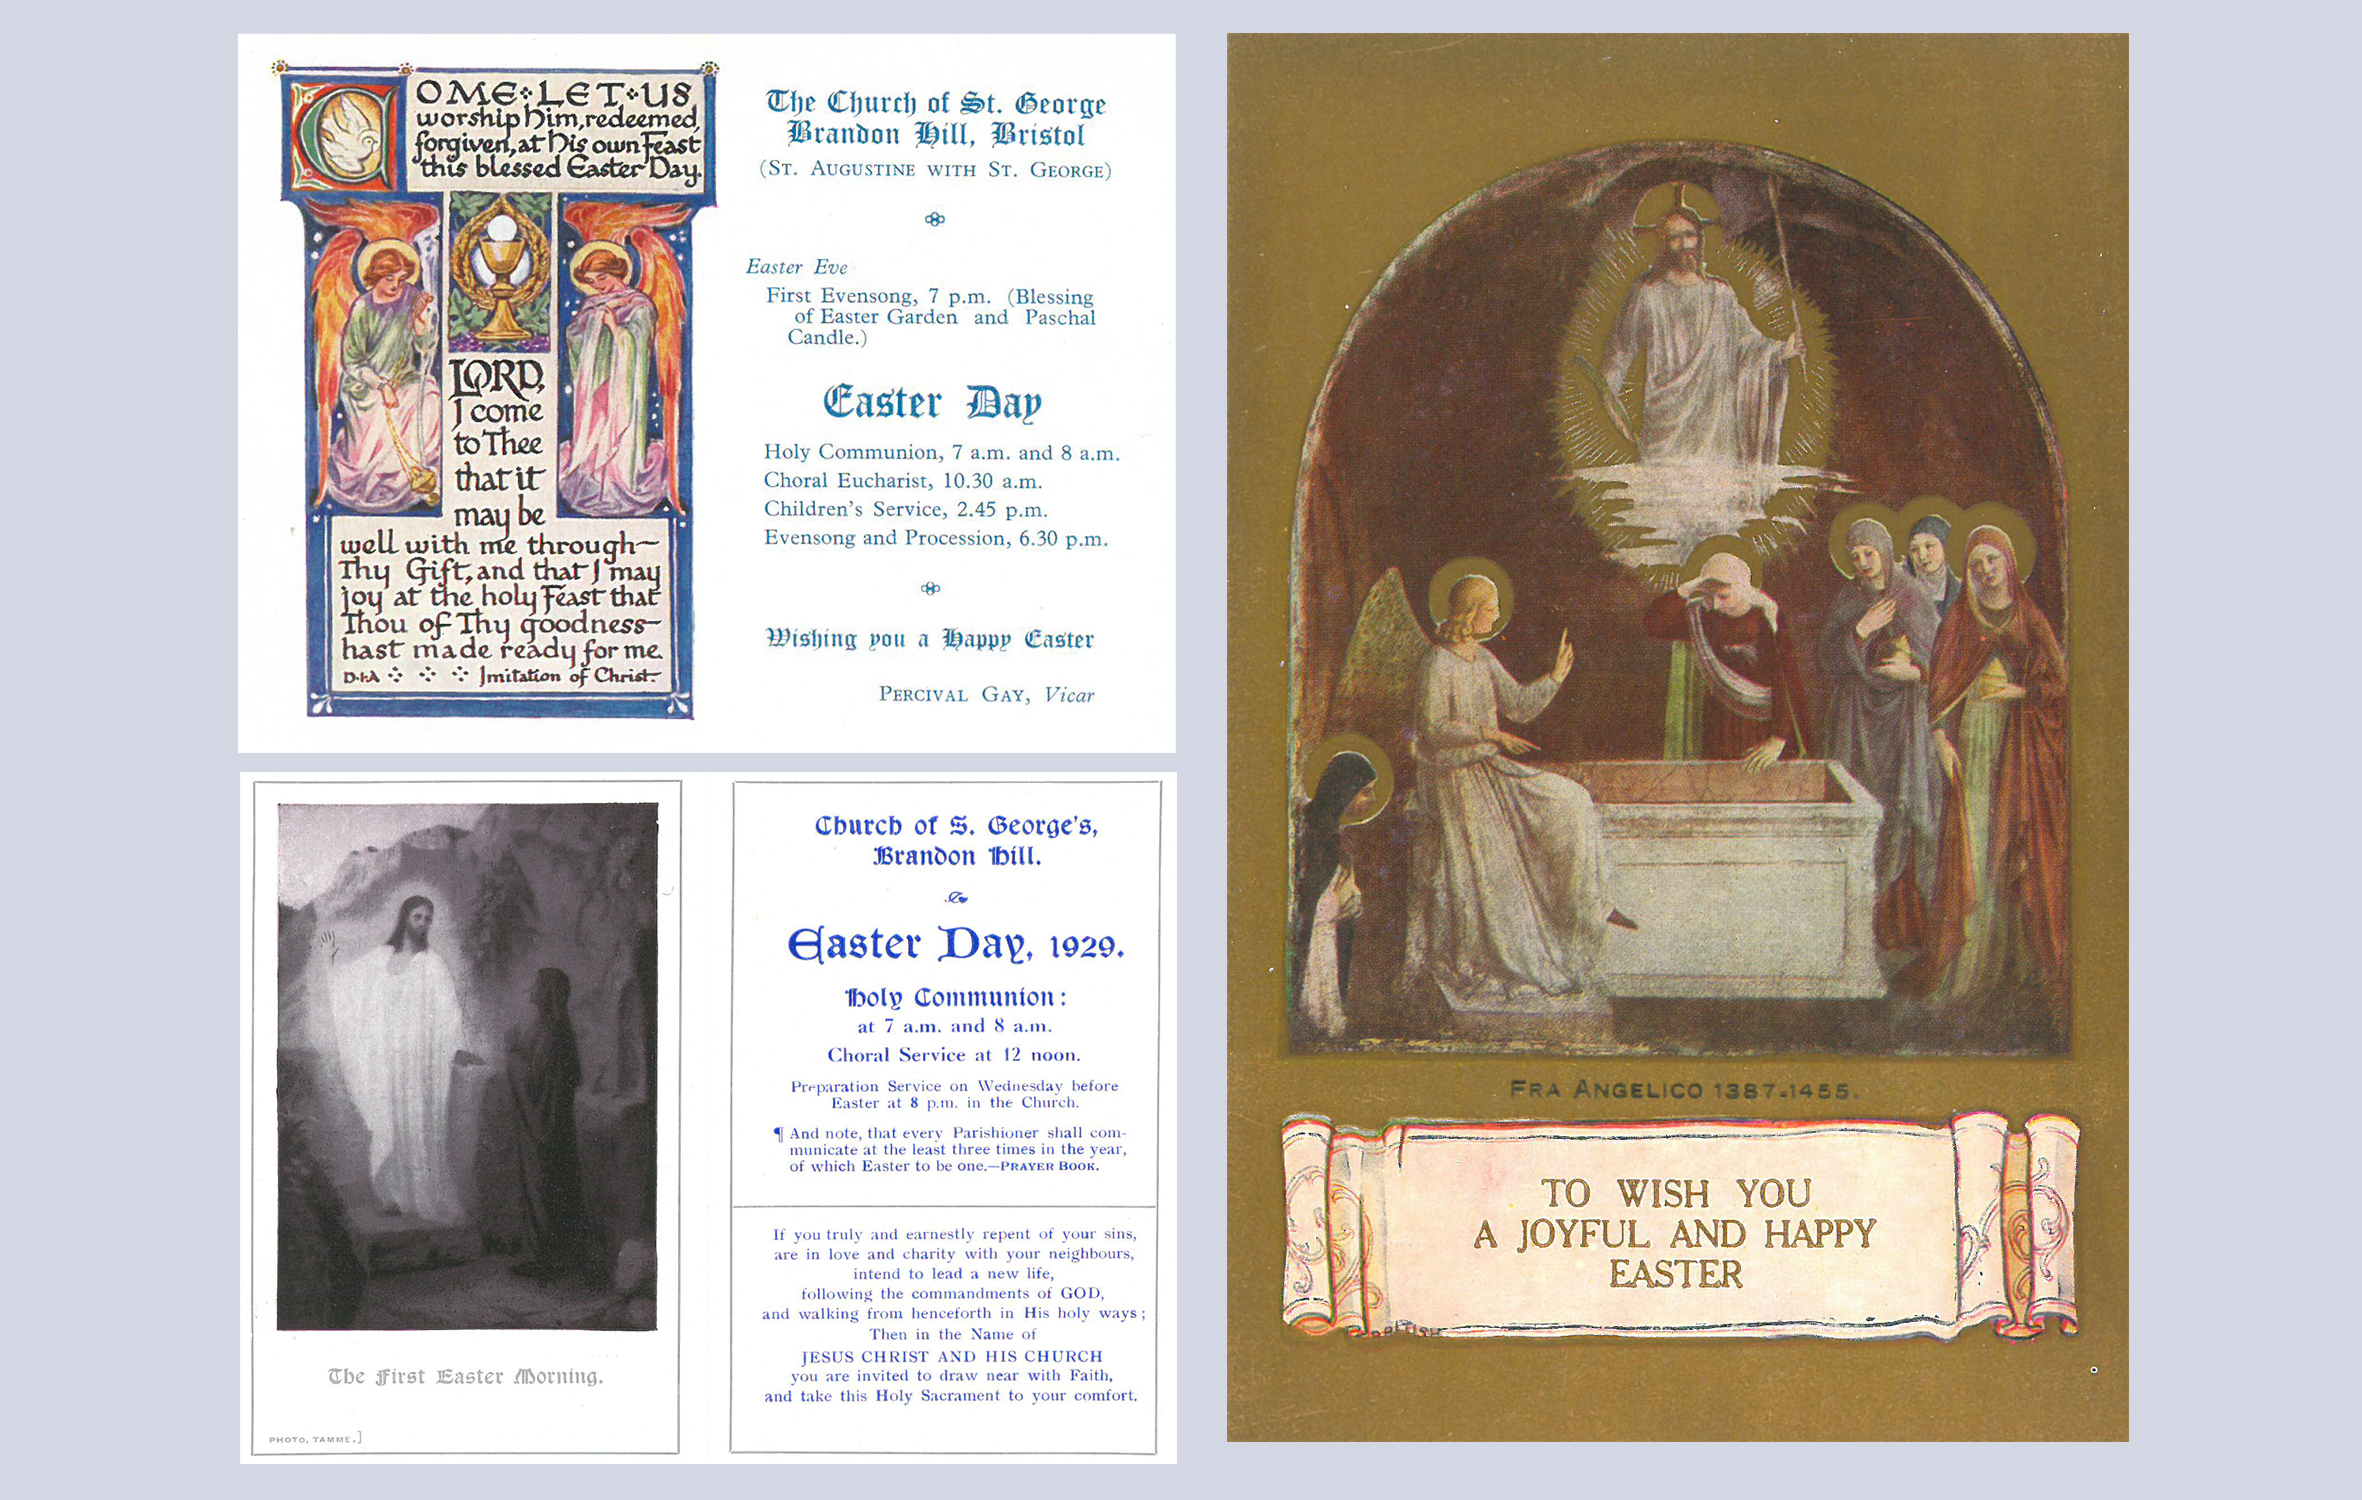 COME LET US
worship Him, redeemed,
forgiven, at His own Feast
this blessed Easter Day.
LORD,
I come
to Thee
that it
may be
well with me through
Thy Gift, and that I may
joy at the holy Feast that
Thou of Thy goodness
hast made ready for me.
D·I·A Imitation of Christ.
The Church of St. George
Brandon Hill, Bristol
(ST. AUGUSTINE WITH ST. GEORGE)
Easter Eve
First Evensong, 7 p.m. (Blessing
of Easter Garden and Paschal
Candle.)
Easter Day
Holy Communion, 7 a.m. and 8 a.m.
Choral Eucharist, 10.30 a.m.
Children's Service, 2.45 p.m.
Evensong and Procession, 6.30 p.m.
Wishing you a Happy Easter
PERCIVAL GAY, Vicar
The First Easter Morning.
PHOTO, TAMME.]
Church of S. George's,
Brandon Hill.
Easter Day, 1929.
Holy Communion:
at 7 a.m. and 8 a.m.
Choral Service at 12 noon.
Preparation Service on Wednesday before
Easter at 8 p.m. in the Church.
¶ And note, that every Parishioner shall com-
municate at the least three times in the year,
of which Easter to be one.—PRAYER BOOK.
If you truly and earnestly repent of your sins,
are in love and charity with your neighbours,
intend to lead a new life,
following the commandments of GOD,
and walking from henceforth in His holy ways;
Then in the Name of
JESUS CHRIST AND HIS CHURCH
you are invited to draw near with Faith,
and take this Holy Sacrament to your comfort.
FRA ANGELICO 1387-1455.
TO WISH YOU
A JOYFUL AND HAPPY
EASTER